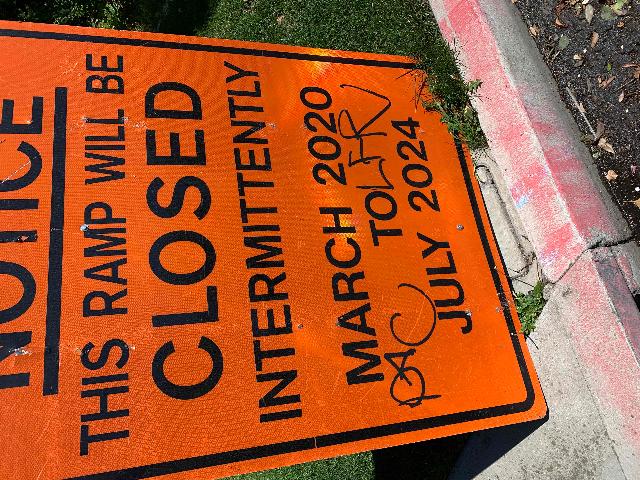 NOTICE
THIS RAMP WILL BE
CLOSED
INTERMITTENTLY
MARCH 2020
TO
JULY 2024